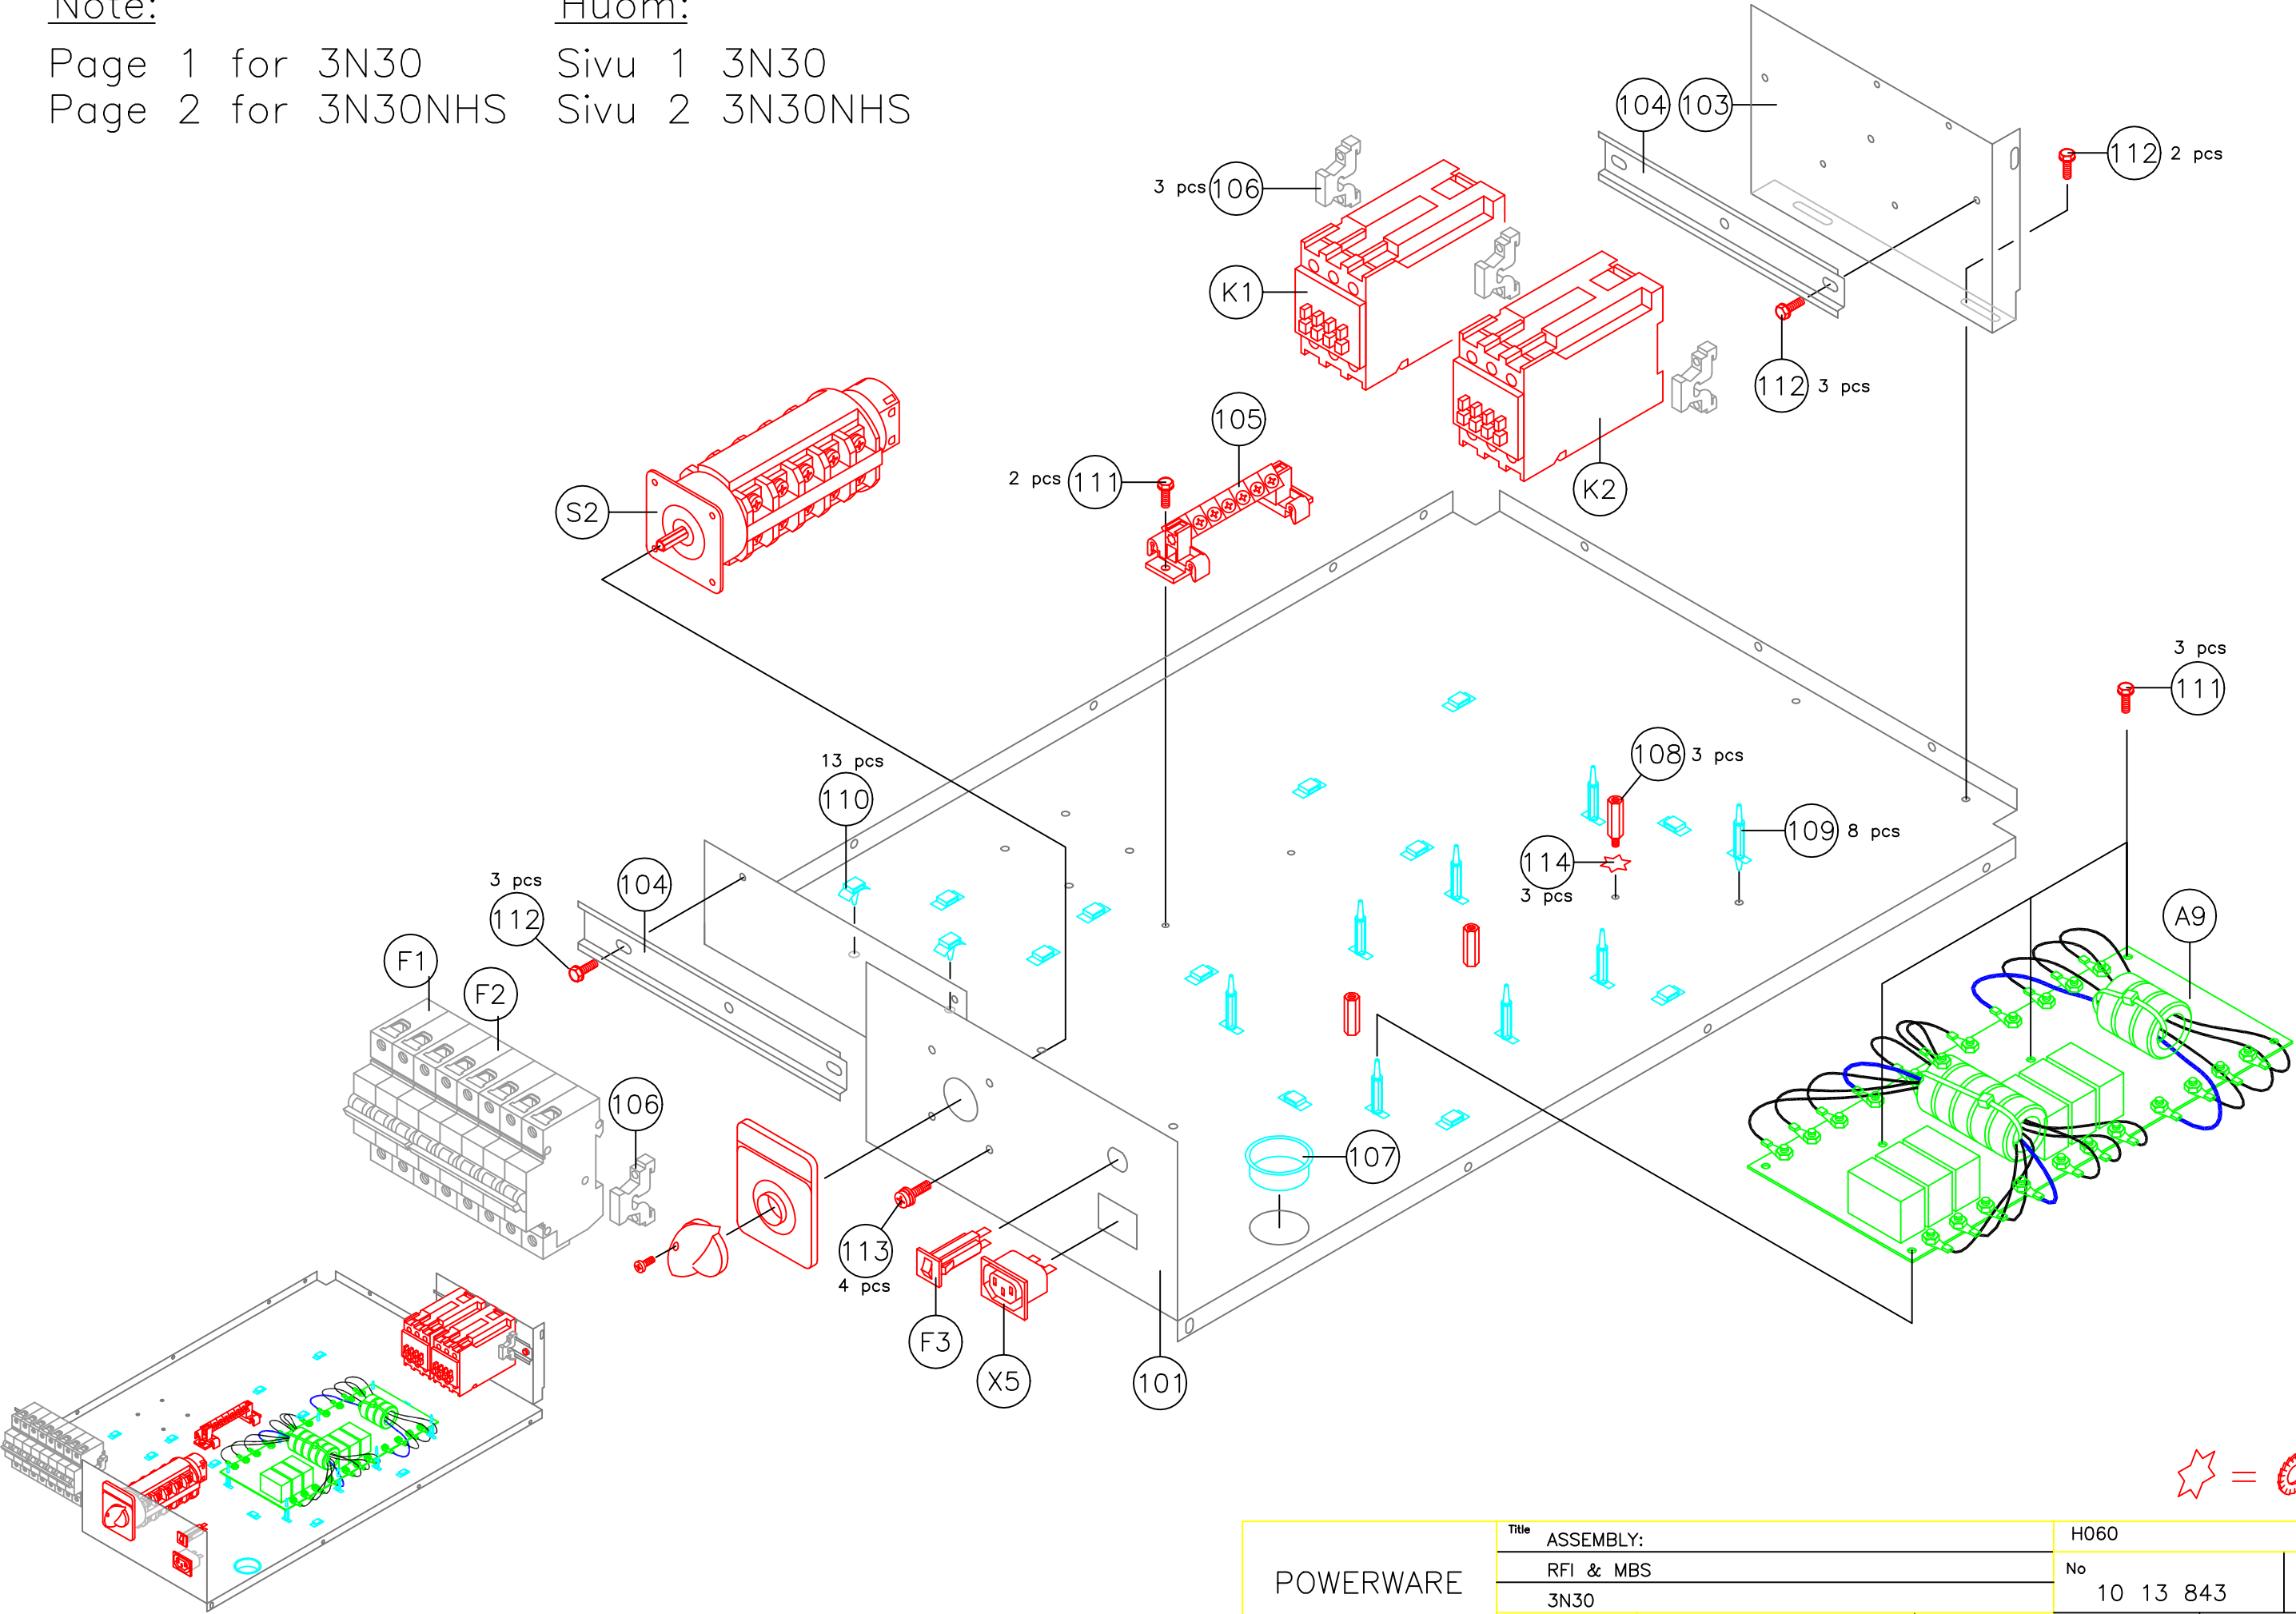 Note:
Page 1 for 3N30
Page 2 for 3N30NHS
Huom:
Sivu 1 3N30
Sivu 2 3N30NHS
104
103
112 2 pcs
3 pcs 106
K1
112 3 pcs
105
2 pcs 111
K2
S2
3 pcs
111
13 pcs
110
108 3 pcs
109 8 pcs
114
3 pcs
3 pcs
112
104
A9
F1
F2
106
107
113
4 pcs
F3
X5
101
=
POWERWARE
Title ASSEMBLY:
RFI & MBS
3N30
H060
No
10 13 843